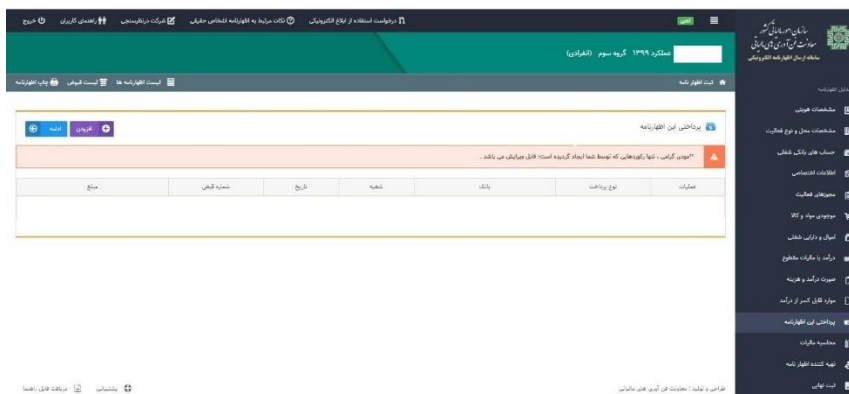 سازمان امور مالیاتی کشور
معاونت فن آوری های مالیاتی
سامانه ارسال اظهارنامه الکترونیکی
درخواست استفاده از ابلاغ الکترونیکی
نکات مرتبط به اظهارنامه اشخاص حقیقی
شرکت درنظرسنجی
راهنمای کاربران
خروج
عملکرد ۱۳۹۹ گروه سوم (انفرادی)
ثبت اظهار نامه
لیست اظهارنامه ها
لیست قبوض
چاپ اظهارنامه
پرداختی این اظهارنامه
افزودن
ادامه
**مودی گرامی ، تنها رکوردهایی که توسط شما ایجاد گردیده است؛ قابل ویرایش می باشد .
عملیات نوع پرداخت بانک شعبه تاریخ شماره قبض مبلغ
مشخصات هویتی
مشخصات محل و نوع فعالیت
حساب های بانکی شغلی
اطلاعات اختصاصی
مجوزهای فعالیت
موجودی مواد و کالا
اموال و دارایی شغلی
درآمد یا مالیات مقطوع
صورت درآمد و هزینه
موارد قابل کسر از درآمد
پرداختی این اظهارنامه
محاسبه مالیات
تهیه کننده اظهار نامه
ثبت نهایی
طراحی و تولید : معاونت فن آوری های مالیاتی
پشتیبانی
دریافت فایل راهنما